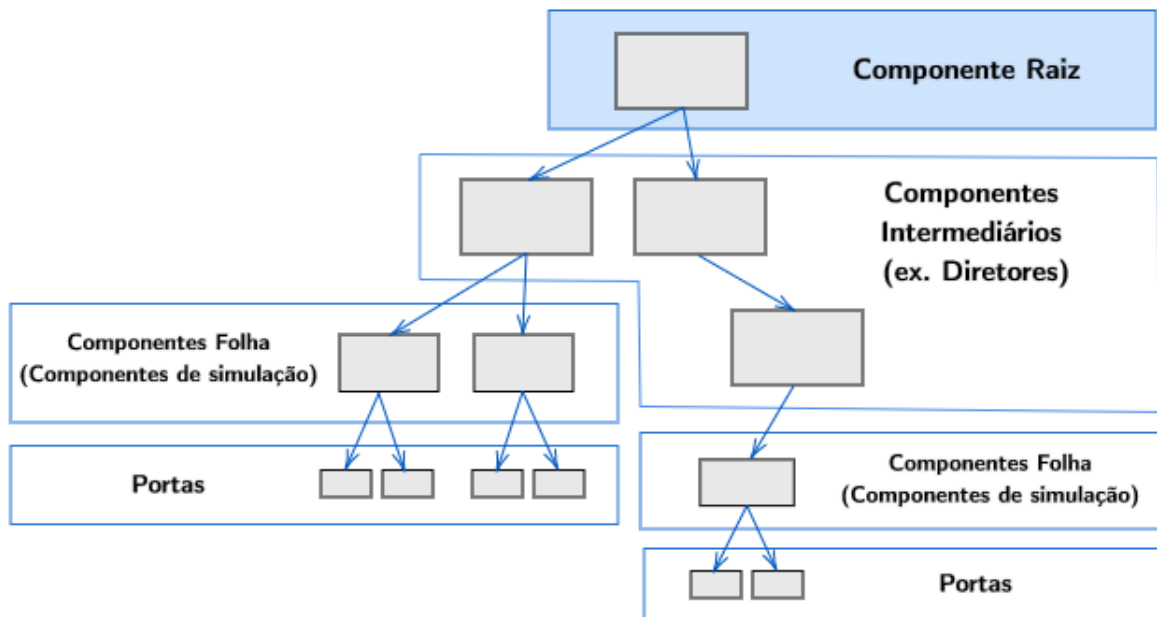 Componente Raiz
Componentes
Intermediários
(ex. Diretores)
Componentes Folha
(Componentes de simulação)
Portas
Componentes Folha
(Componentes de simulação)
Portas